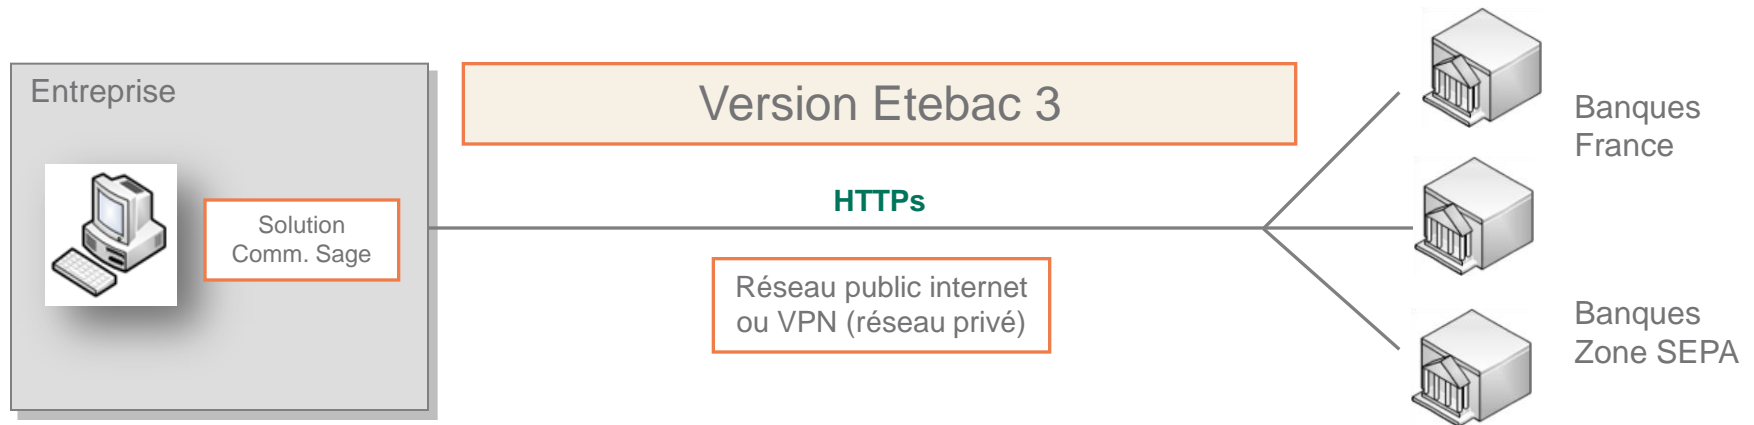 Entreprise
Solution
Comm. Sage
Version Etebac 3
HTTPs
Réseau public internet
ou VPN (réseau privé)
Banques
France
Banques
Zone SEPA